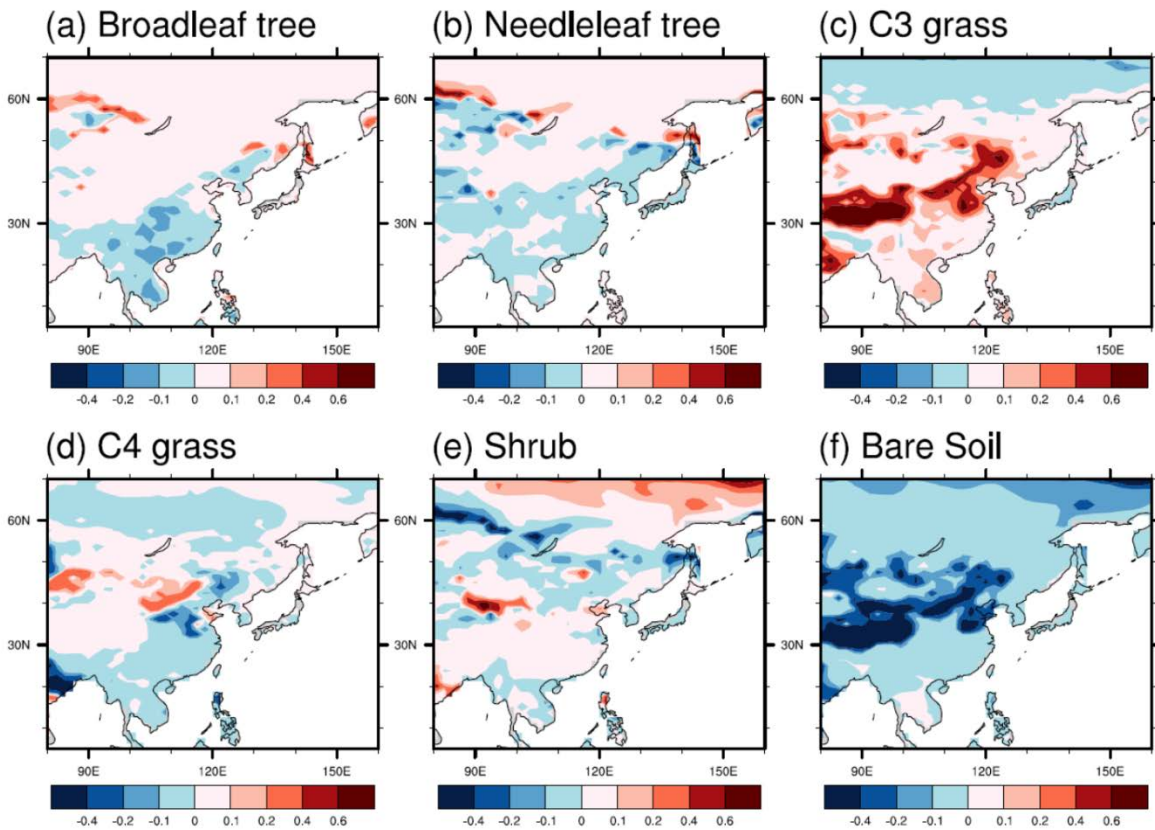 (a) Broadleaf tree
(b) Needleleaf tree
(c) C3 grass
60N
60N
60N
30N
30N
30N
90E 120E 150E
90E 120E 150E
90E 120E 150E
-0.4 -0.2 -0.1 0 0.1 0.2 0.4 0.6
-0.4 -0.2 -0.1 0 0.1 0.2 0.4 0.6
-0.4 -0.2 -0.1 0 0.1 0.2 0.4 0.6
(d) C4 grass
(e) Shrub
(f) Bare Soil
60N
60N
60N
30N
30N
30N
90E 120E 150E
90E 120E 150E
90E 120E 150E
-0.4 -0.2 -0.1 0 0.1 0.2 0.4 0.6
-0.4 -0.2 -0.1 0 0.1 0.2 0.4 0.6
-0.4 -0.2 -0.1 0 0.1 0.2 0.4 0.6